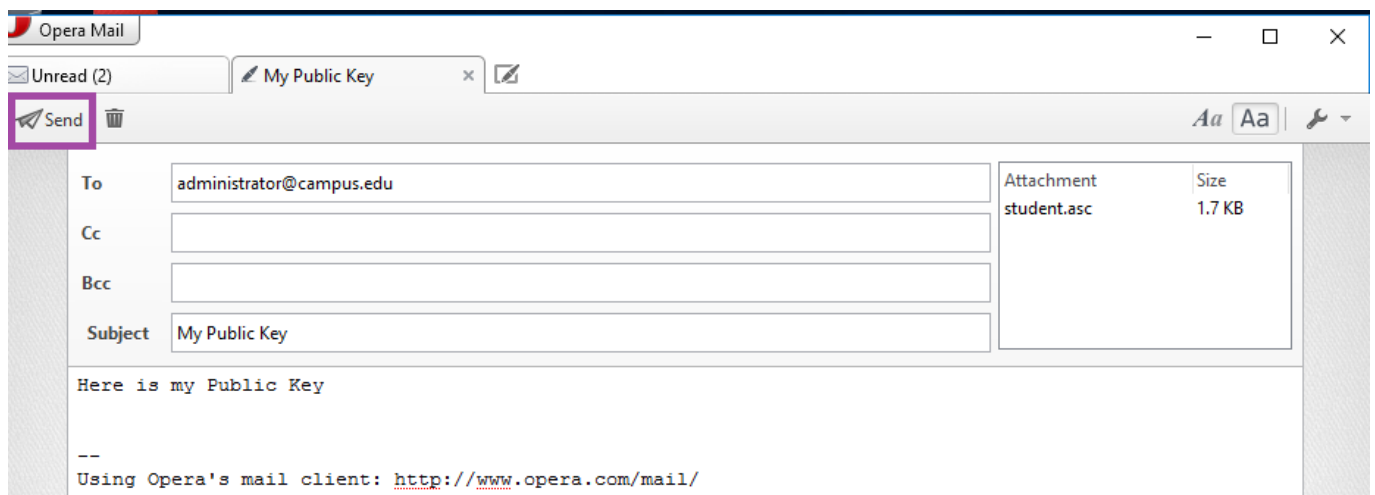 Opera Mail
Unread (2) My Public Key
Send Aa Aa
To administrator@campus.edu
Cc
Bcc
Subject My Public Key
Attachment Size
student.asc 1.7 KB
Here is my Public Key
--
Using Opera's mail client: http://www.opera.com/mail/